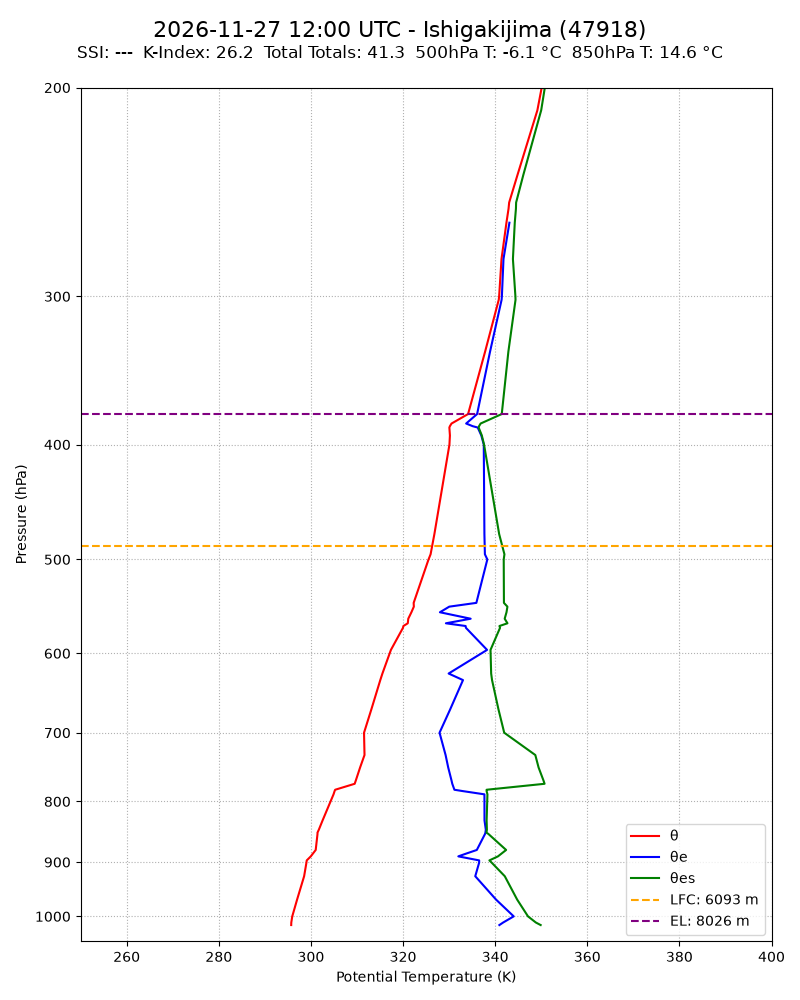 2026-11-27 12:00 UTC - Ishigakijima (47918)
SSI: ---  K-Index: 26.2  Total Totals: 41.3  500hPa T: -6.1 °C  850hPa T: 14.6 °C
200
300
400
500
600
700
800
900
1000
Pressure (hPa)
θ
θe
θes
LFC: 6093 m
EL: 8026 m
260 280 300 320 340 360 380 400
Potential Temperature (K)